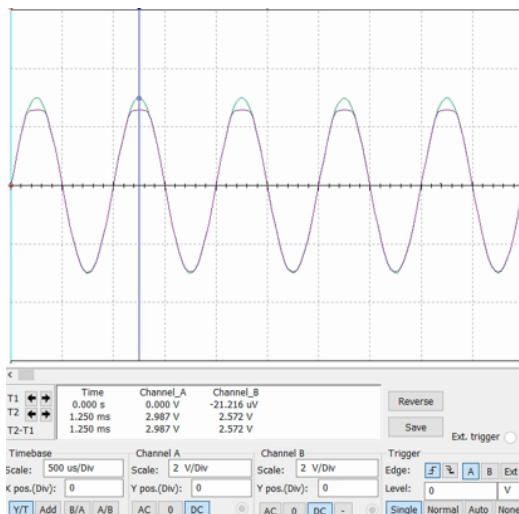 <
Time Channel_A Channel_B
T1 0.000 s 0.000 V -21.216 uV
T2 1.250 ms 2.987 V 2.572 V
T2-T1 1.250 ms 2.987 V 2.572 V
Reverse
Save
Ext. trigger
Timebase Channel A Channel B Trigger
Scale: 500 us/Div Scale: 2 V/Div Scale: 2 V/Div Edge: A B Ext
X pos.(Div): 0 Y pos.(Div): 0 Y pos.(Div): 0 Level: 0 V
Y/T Add B/A A/B AC 0 DC AC 0 DC - Single Normal Auto None